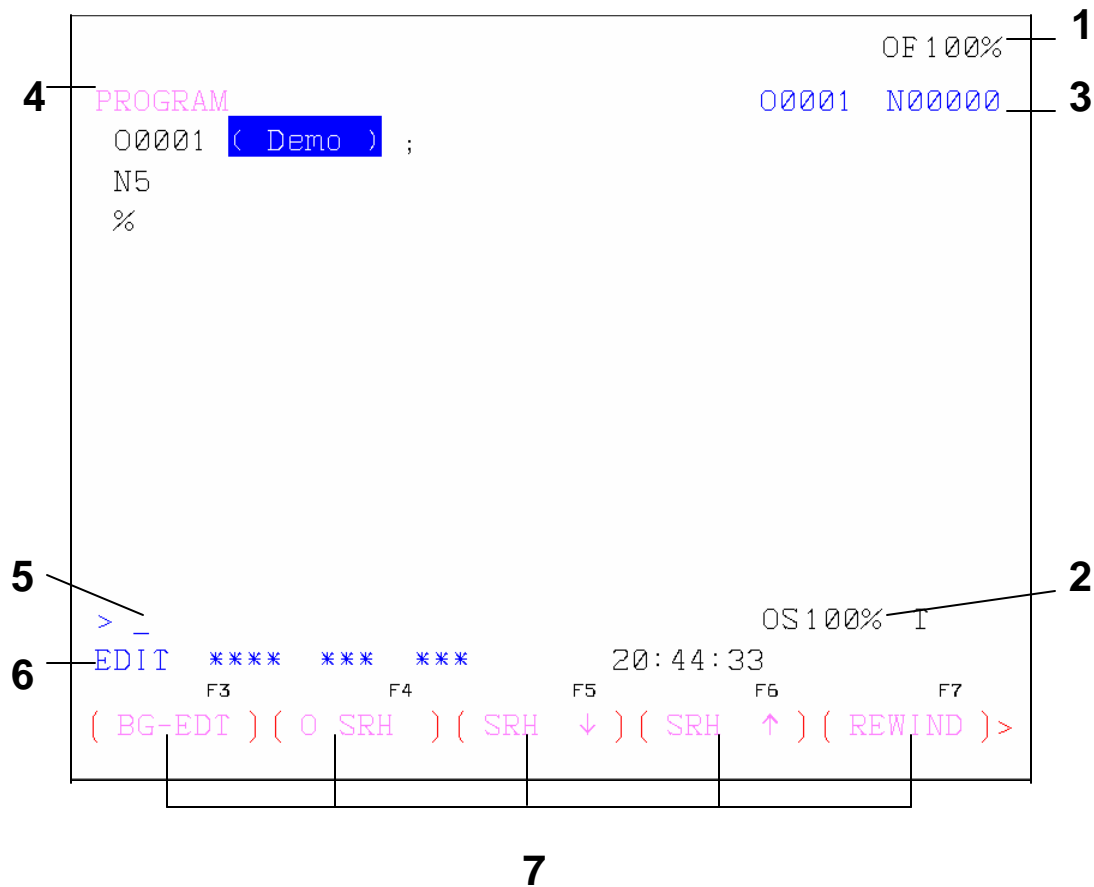 OF100% 1
4 PROGRAM O0001 N00000 3
O0001 ( Demo ) ;
N5
%
5 2
> _ OS100% T
EDIT **** *** *** 20:44:33
6
F3 F4 F5 F6 F7
( BG-EDT ) ( O SRH ) ( SRH ↓ ) ( SRH ↑ ) ( REWIND ) >
7